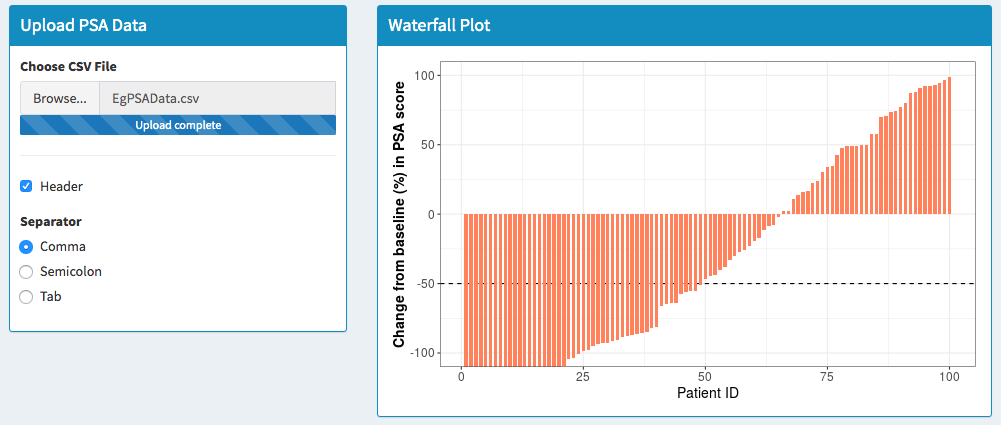 Upload PSA Data
Choose CSV File
Browse... EgPSAData.csv
Upload complete
Header
Separator
Comma
Semicolon
Tab
Waterfall Plot
Change from baseline (%) in PSA score
100
50
0
-50
-100
0 25 50 75 100
Patient ID